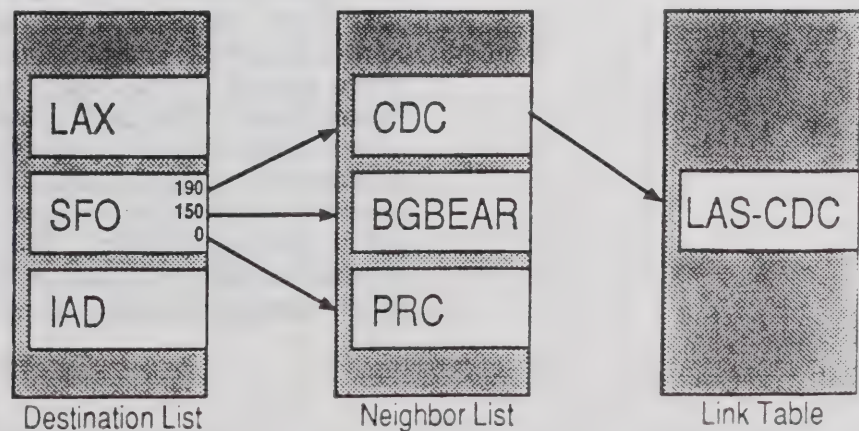 LAX
SFO
190
150
0
IAD
Destination List
CDC
BGBEAR
PRC
Neighbor List
LAS-CDC
Link Table